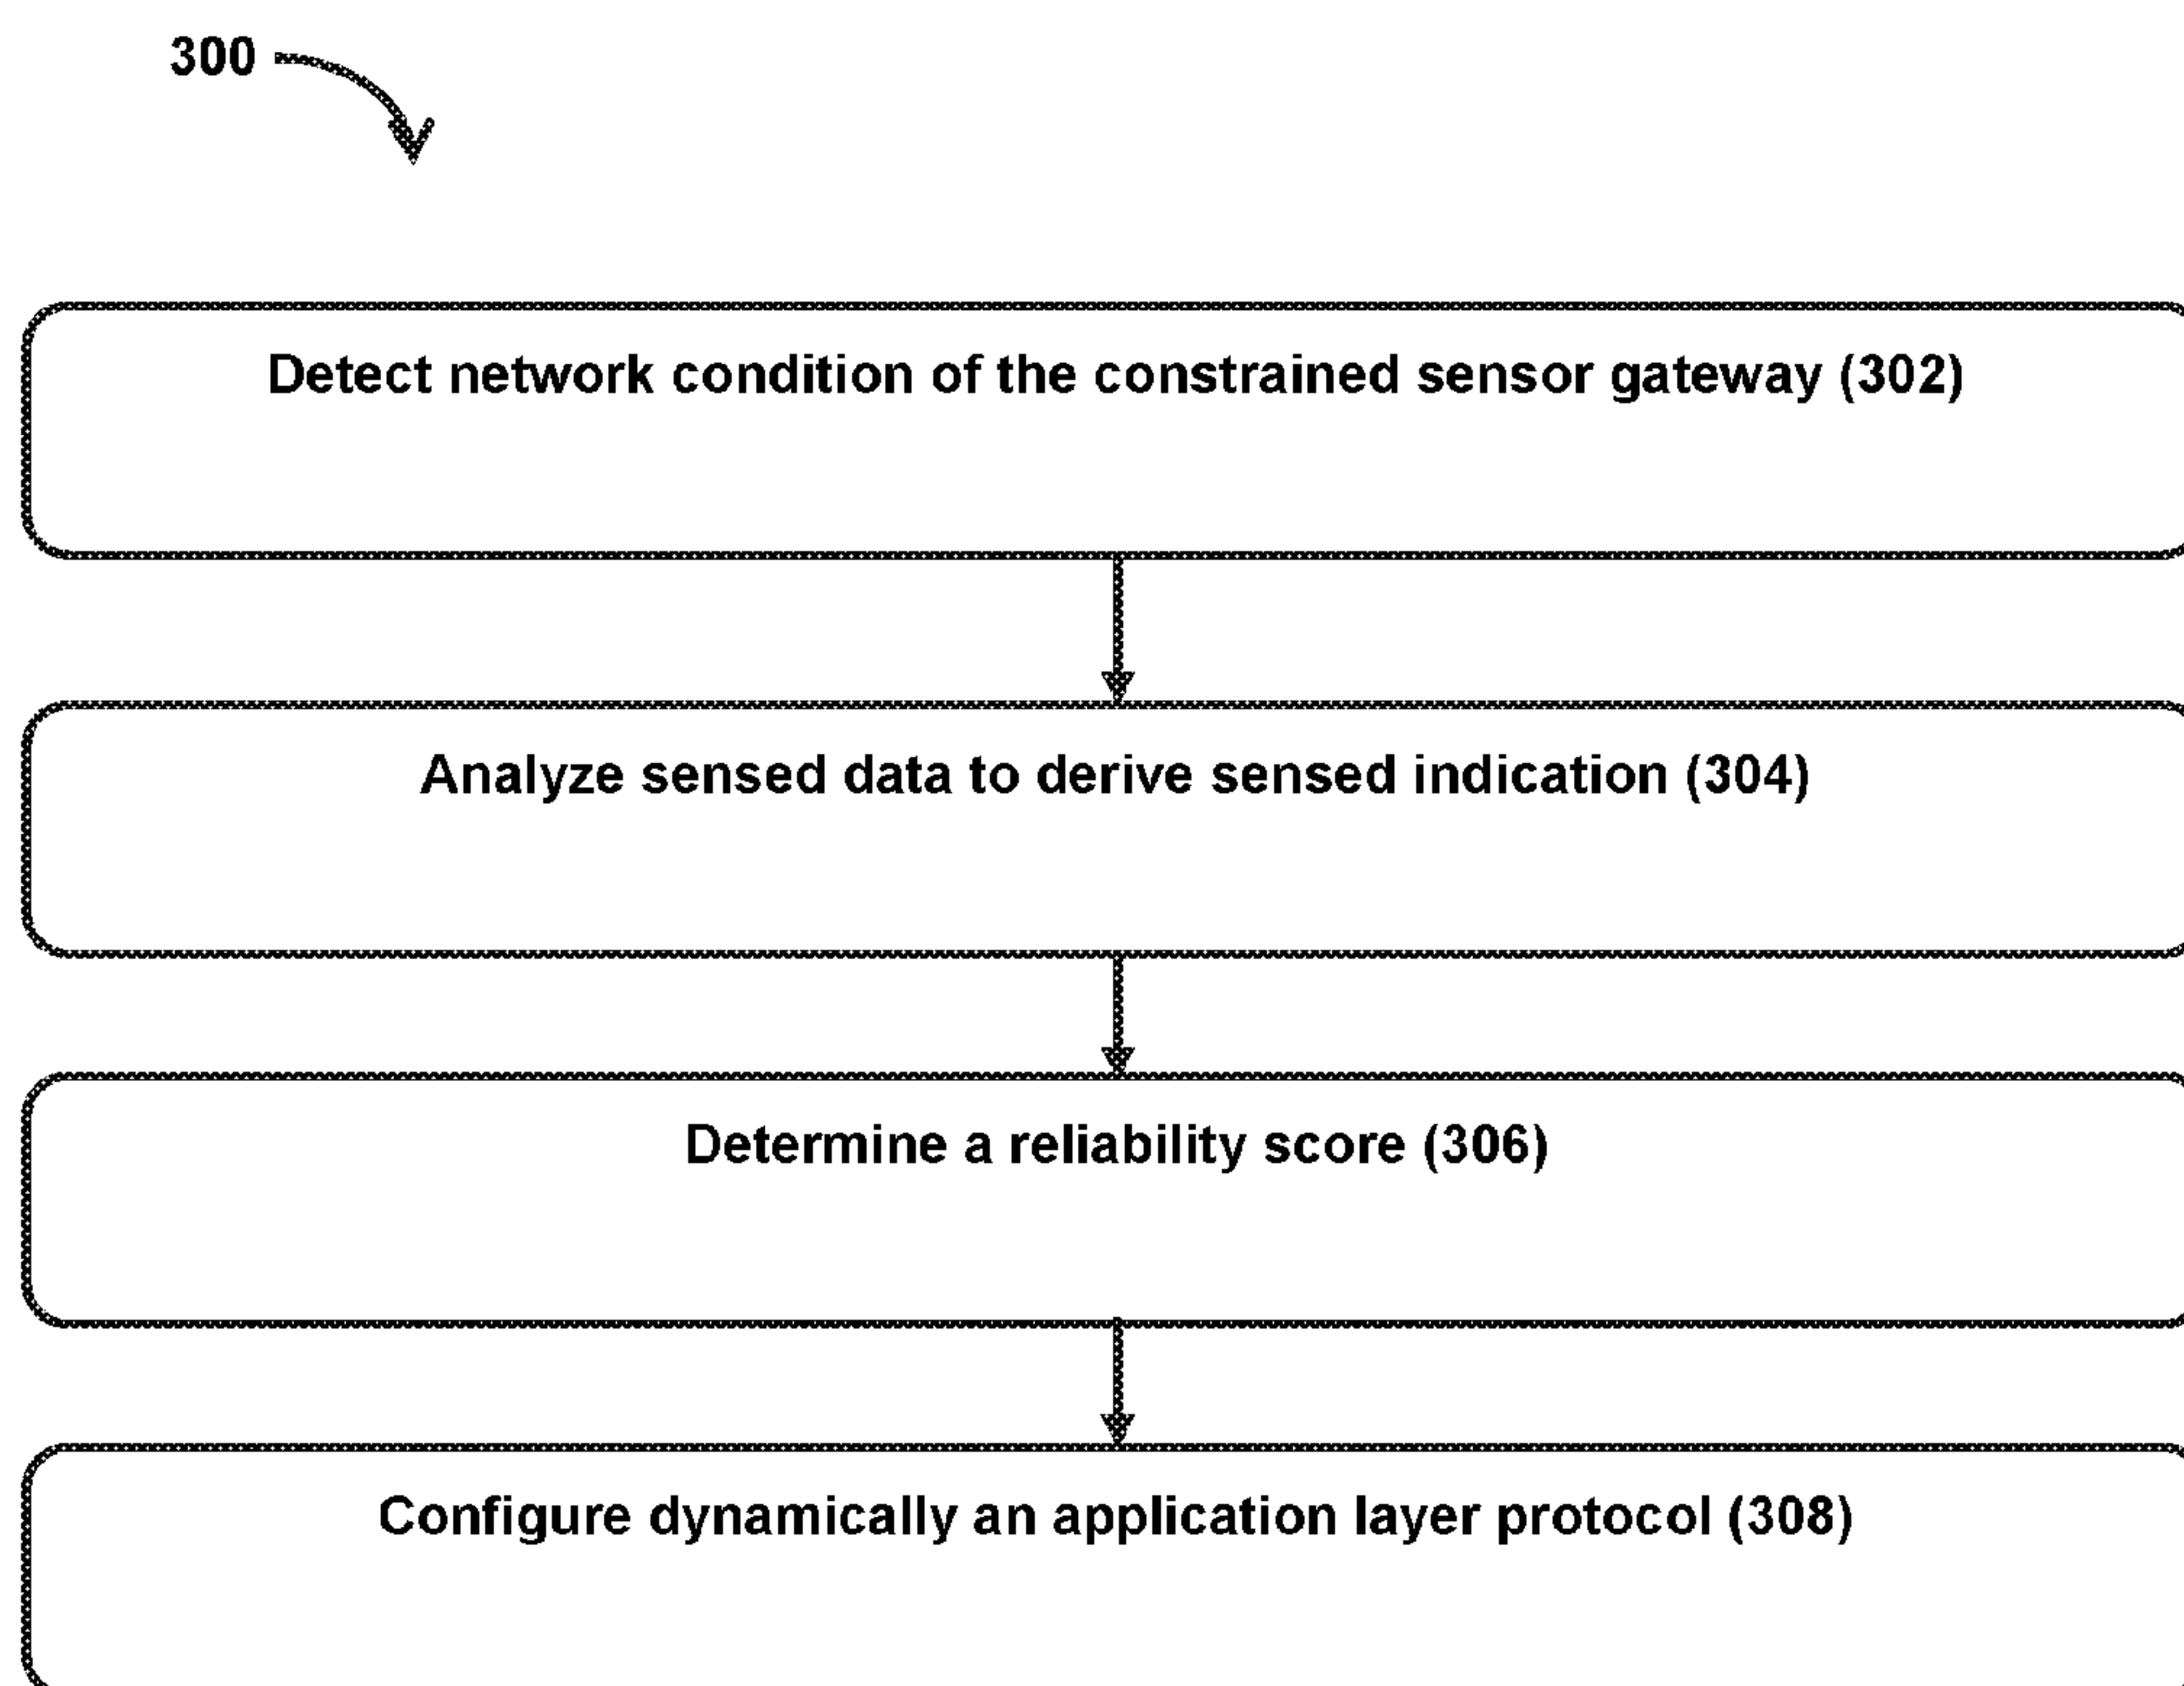 300
Detect network condition of the constrained sensor gateway (302)
Analyze sensed data to derive sensed indication (304)
Determine a reliability score (306)
Configure dynamically an application layer protocol (308)